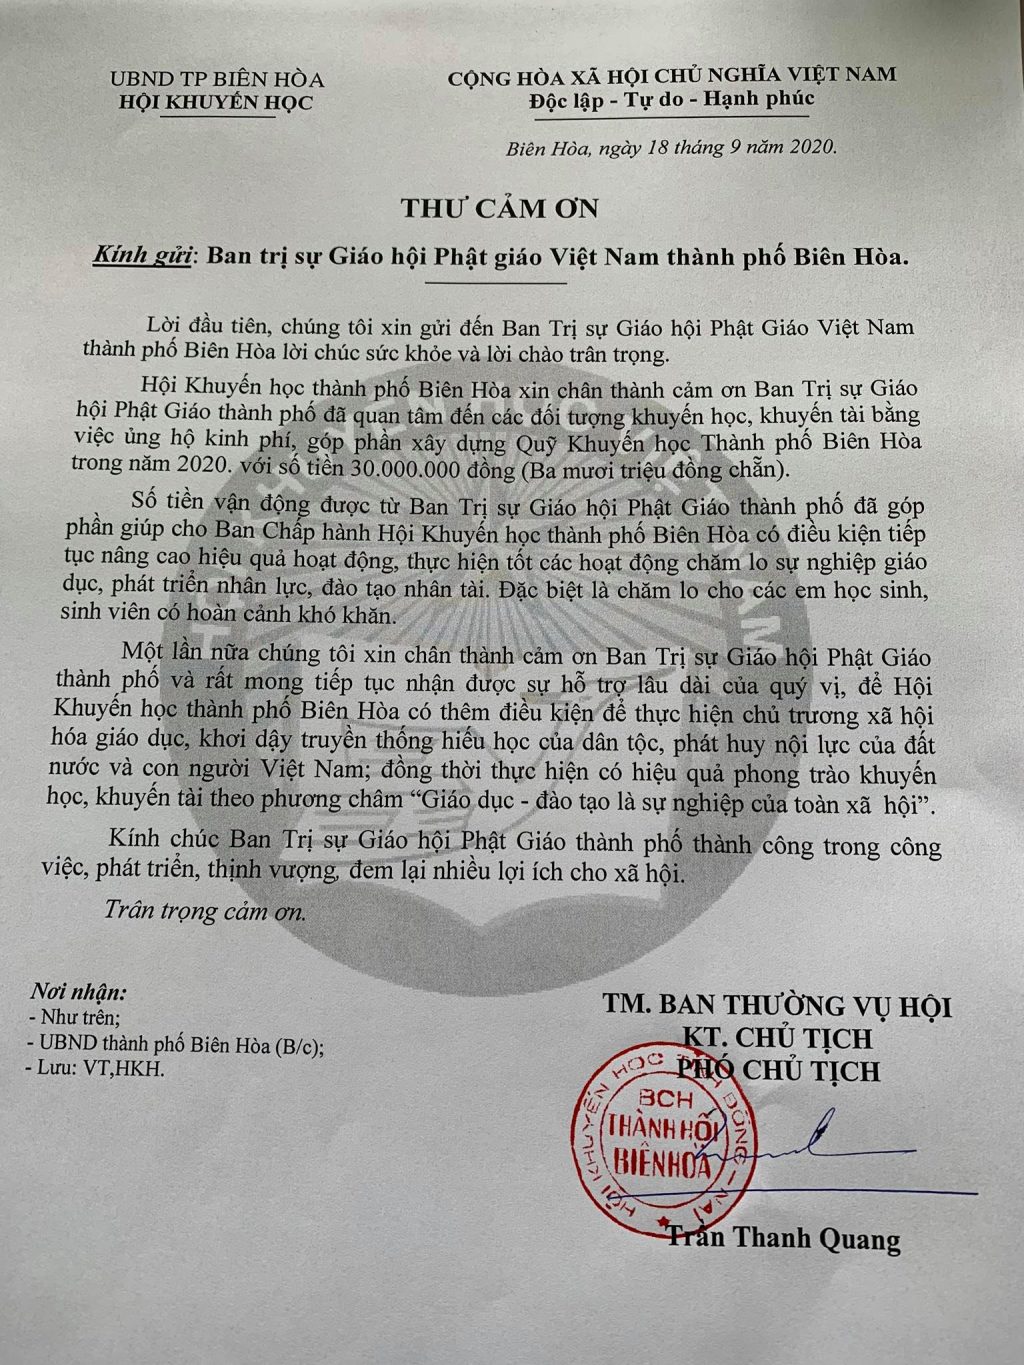 UBND TP BIÊN HÒA
HỘI KHUYẾN HỌC
CỘNG HÒA XÃ HỘI CHỦ NGHĨA VIỆT NAM
Độc lập - Tự do - Hạnh phúc
Biên Hòa, ngày 18 tháng 9 năm 2020.
THƯ CẢM ƠN
Kính gửi: Ban trị sự Giáo hội Phật giáo Việt Nam thành phố Biên Hòa.
Lời đầu tiên, chúng tôi xin gửi đến Ban Trị sự Giáo hội Phật Giáo Việt Nam
thành phố Biên Hòa lời chúc sức khỏe và lời chào trân trọng.
Hội Khuyến học thành phố Biên Hòa xin chân thành cảm ơn Ban Trị sự Giáo
hội Phật Giáo thành phố đã quan tâm đến các đối tượng khuyến học, khuyến tài bằng
việc ủng hộ kinh phí, góp phần xây dựng Quỹ Khuyến học Thành phố Biên Hòa
trong năm 2020. với số tiền 30.000.000 đồng (Ba mươi triệu đồng chẵn).
Số tiền vận động được từ Ban Trị sự Giáo hội Phật Giáo thành phố đã góp
phần giúp cho Ban Chấp hành Hội Khuyến học thành phố Biên Hòa có điều kiện tiếp
tục nâng cao hiệu quả hoạt động, thực hiện tốt các hoạt động chăm lo sự nghiệp giáo
dục, phát triển nhân lực, đào tạo nhân tài. Đặc biệt là chăm lo cho các em học sinh,
sinh viên có hoàn cảnh khó khăn.
Một lần nữa chúng tôi xin chân thành cảm ơn Ban Trị sự Giáo hội Phật Giáo
thành phố và rất mong tiếp tục nhận được sự hỗ trợ lâu dài của quý vị, để Hội
Khuyến học thành phố Biên Hòa có thêm điều kiện để thực hiện chủ trương xã hội
hóa giáo dục, khơi dậy truyền thống hiếu học của dân tộc, phát huy nội lực của đất
nước và con người Việt Nam; đồng thời thực hiện có hiệu quả phong trào khuyến
học, khuyến tài theo phương châm “Giáo dục - đào tạo là sự nghiệp của toàn xã hội”.
Kính chúc Ban Trị sự Giáo hội Phật Giáo thành phố thành công trong công
việc, phát triển, thịnh vượng, đem lại nhiều lợi ích cho xã hội.
Trân trọng cảm ơn.
Nơi nhận:
- Như trên;
- UBND thành phố Biên Hòa (B/c);
- Lưu: VT,HKH.
TM. BAN THƯỜNG VỤ HỘI
KT. CHỦ TỊCH
PHÓ CHỦ TỊCH
HỘI KHUYẾN HỌC TỈNH ĐỒNG - NAI
BCH
THÀNH HỘI
BIÊN HÒA
Trần Thanh Quang